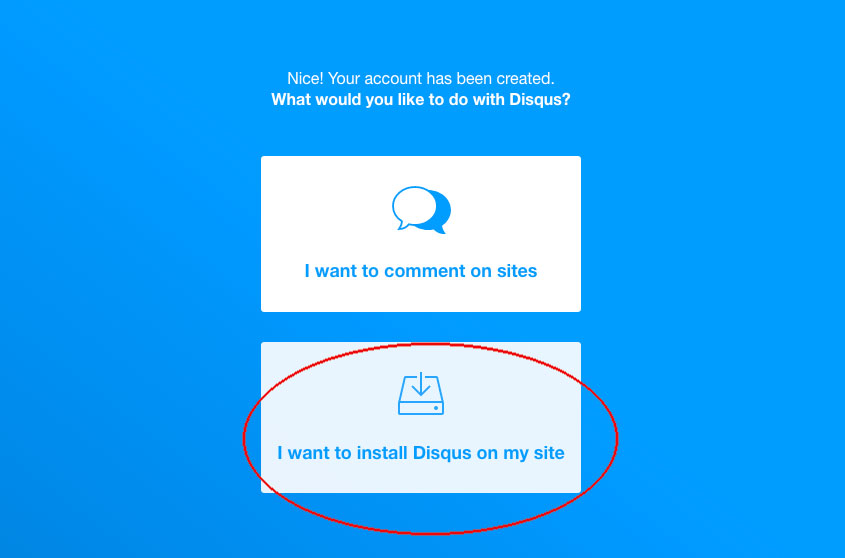 Nice! Your account has been created.
What would you like to do with Disqus?
I want to comment on sites
I want to install Disqus on my site